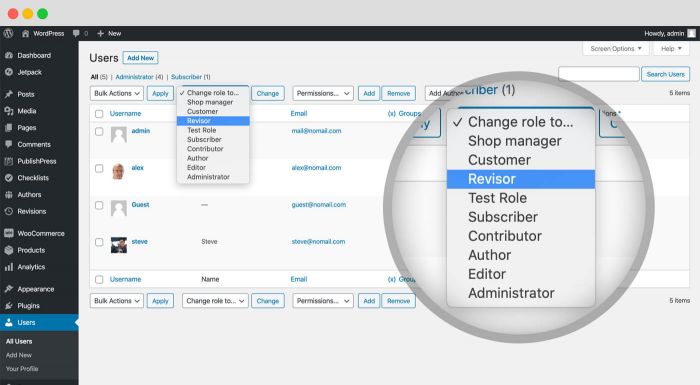 WordPress 0 + New Howdy, admin
Dashboard
Jetpack
Posts
Media
Pages
Comments
PublishPress
Checklists
Authors
Revisions
WooCommerce
Products
Analytics
Appearance
Plugins
Users
All Users
Add New
Your Profile
Screen Options Help
Users Add New
All (5) | Administrator (4) | Subscriber (1)
Search Users
Bulk Actions Apply Change Permissions... Add Remove Add Author 5 items
✓ Change role to...
Shop manager
Customer
Revisor
Test Role
Subscriber
Contributor
Author
Editor
Administrator
Username Email (x) Groups
admin mail@nomail.com
alex alex@nomail.com
Guest — guest@nomail.com
steve Steve steve@nomail.com
Username Name Email (x)
Bulk Actions Apply Change role to... Change Permissions... Add Remove 5 items
criber (1)
✓ Change role to...
Shop manager
Customer
Revisor
Test Role
Subscriber
Contributor
Author
Editor
Administrator